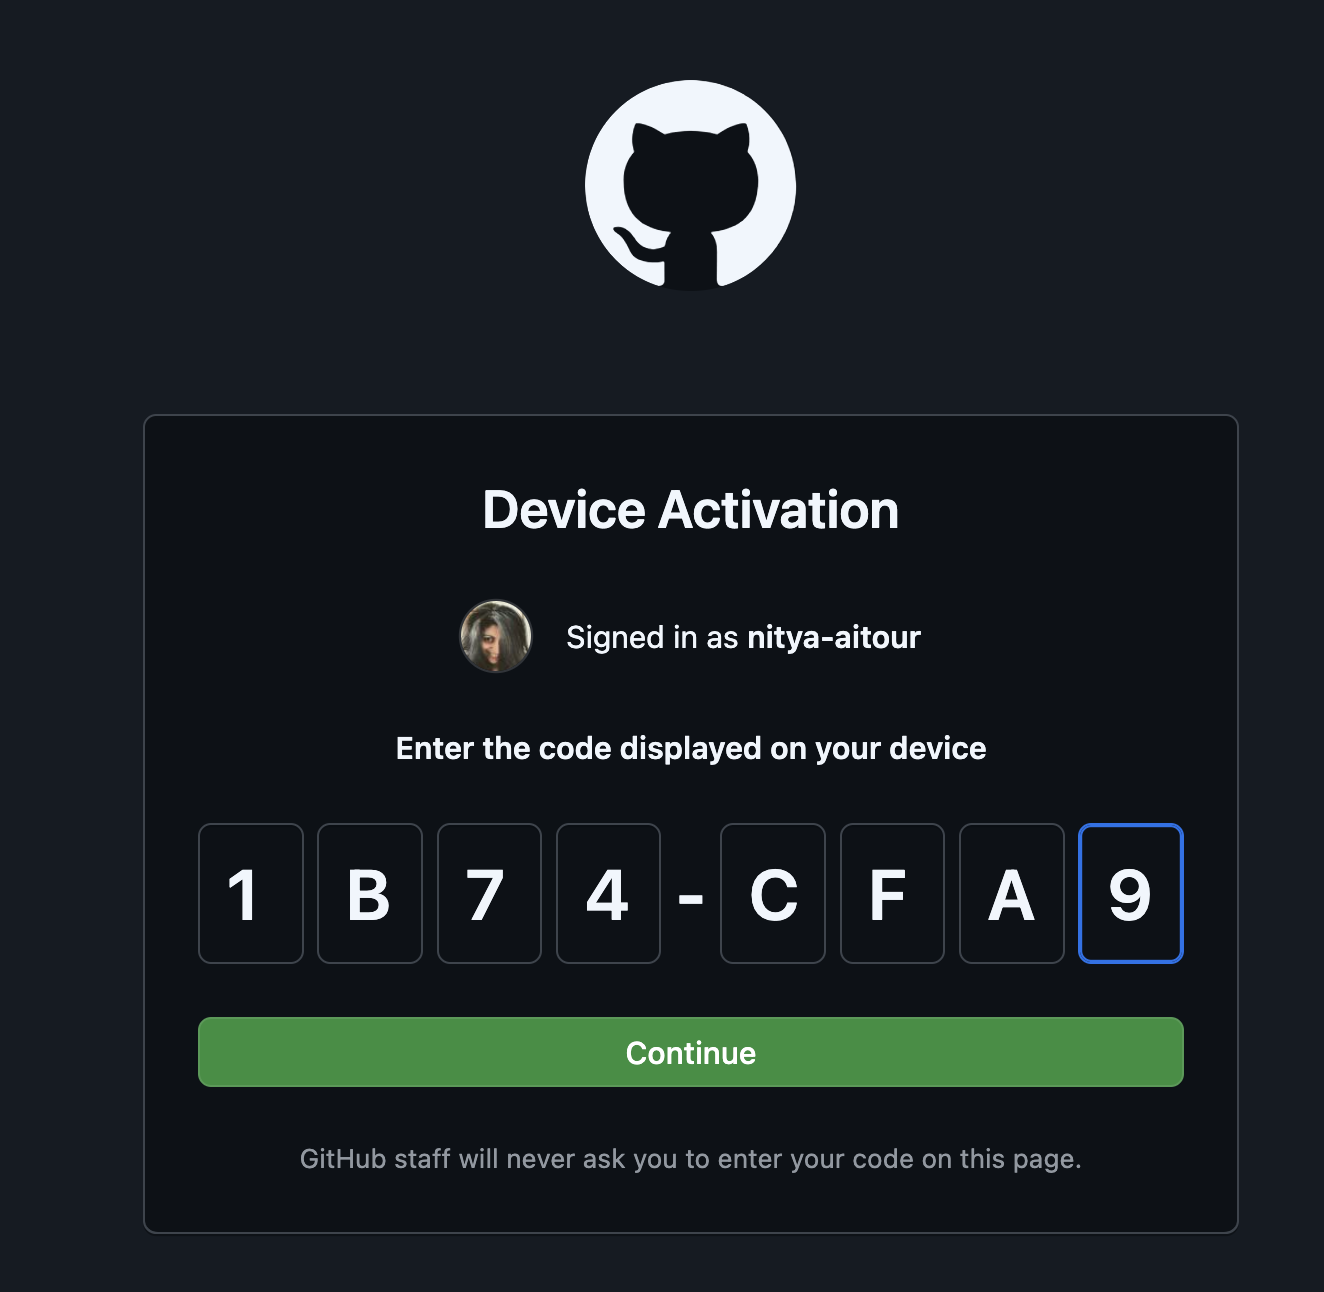 Device Activation
Signed in as nitya-aitour
Enter the code displayed on your device
1 B 7 4 - C F A 9
Continue
GitHub staff will never ask you to enter your code on this page.